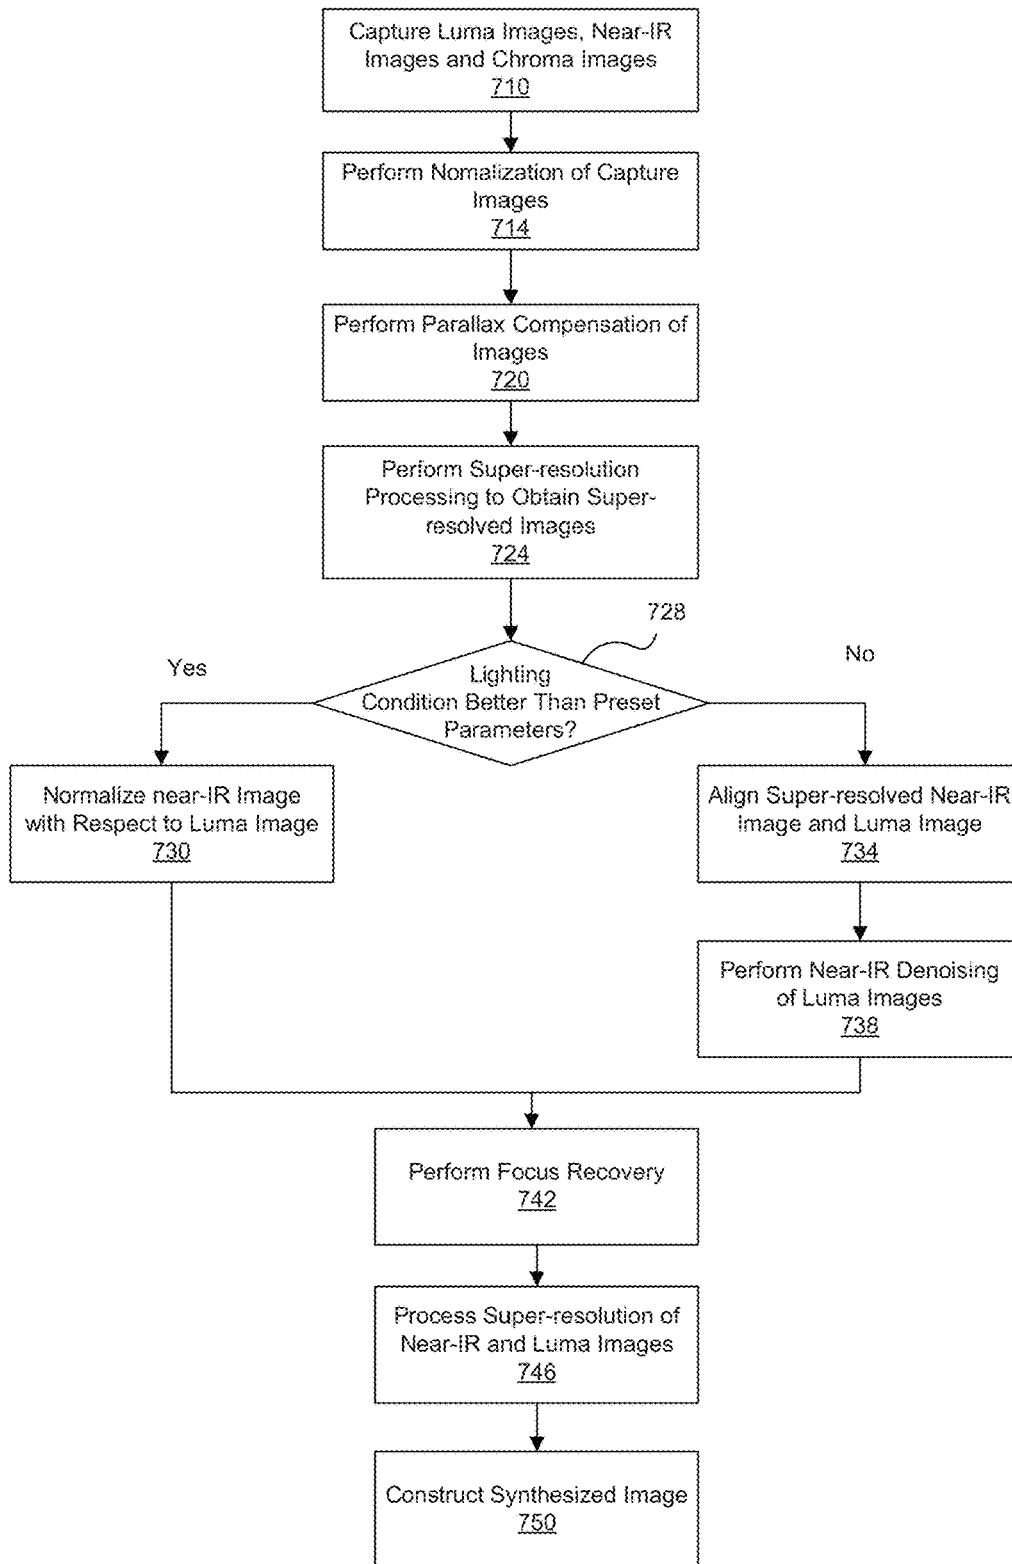 Capture Luma Images, Near-IR
Images and Chroma Images
710
Perform Nomalization of Capture
Images
714
Perform Parallax Compensation of
Images
720
Perform Super-resolution
Processing to Obtain Super-
resolved Images
724
728
Yes
No
Lighting
Condition Better Than Preset
Parameters?
Normalize near-IR Image
with Respect to Luma Image
730
Align Super-resolved Near-IR
Image and Luma Image
734
Perform Near-IR Denoising
of Luma Images
738
Perform Focus Recovery
742
Process Super-resolution of
Near-IR and Luma Images
746
Construct Synthesized Image
750